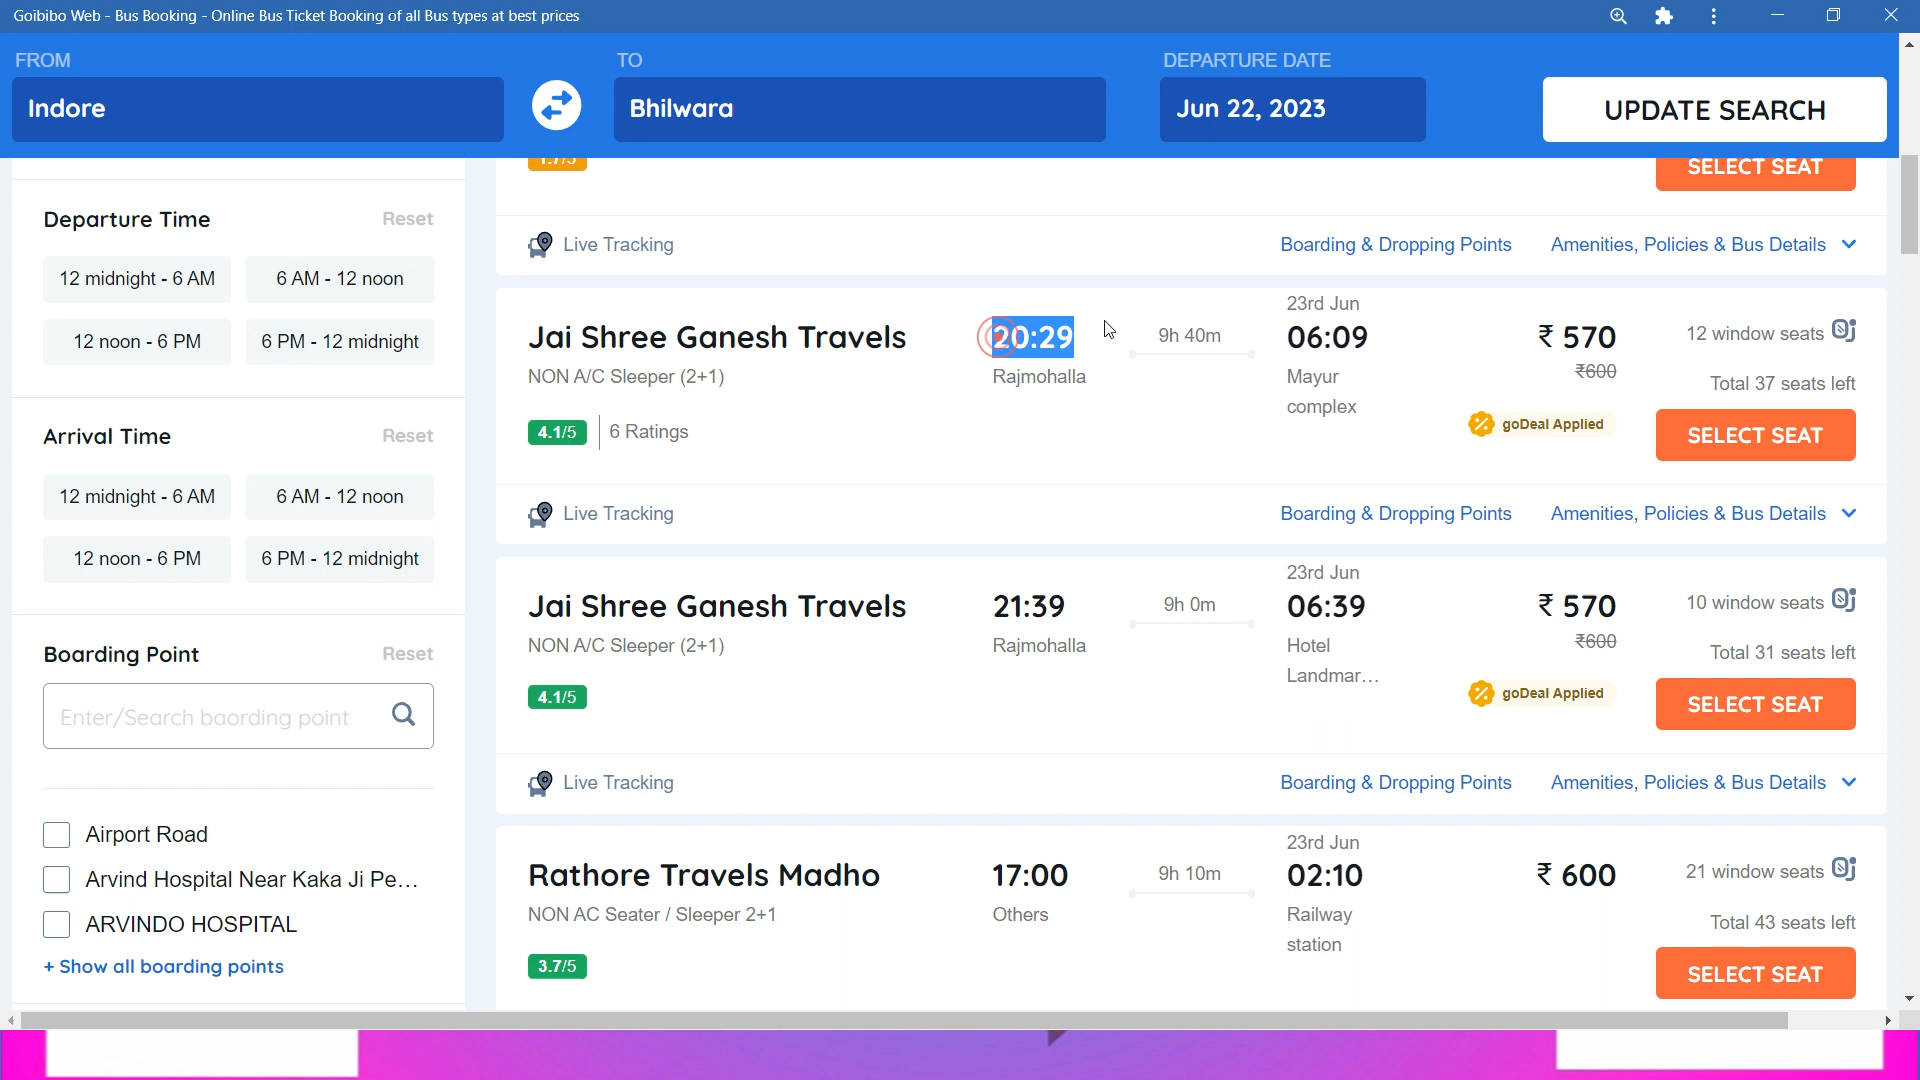 Goibibo Web - Bus Booking - Online Bus Ticket Booking of all Bus types at best prices
FROM
TO
DEPARTURE DATE
Indore
Bhilwara
Jun 22, 2023
UPDATE SEARCH
Departure Time
Reset
12 midnight - 6 AM
6 AM - 12 noon
12 noon - 6 PM
6 PM - 12 midnight
Arrival Time
Reset
12 midnight - 6 AM
6 AM - 12 noon
12 noon - 6 PM
6 PM - 12 midnight
Boarding Point
Reset
Enter/Search baording point
Airport Road
Arvind Hospital Near Kaka Ji Pe...
ARVINDO HOSPITAL
+ Show all boarding points
1.7/5
SELECT SEAT
Live Tracking
Boarding & Dropping Points
Amenities, Policies & Bus Details
Jai Shree Ganesh Travels
NON A/C Sleeper (2+1)
4.1/5
6 Ratings
20:29
Rajmohalla
9h 40m
23rd Jun
06:09
Mayur
complex
₹ 570
₹600
goDeal Applied
12 window seats
Total 37 seats left
SELECT SEAT
Live Tracking
Boarding & Dropping Points
Amenities, Policies & Bus Details
Jai Shree Ganesh Travels
NON A/C Sleeper (2+1)
4.1/5
21:39
Rajmohalla
9h 0m
23rd Jun
06:39
Hotel
Landmar...
₹ 570
₹600
goDeal Applied
10 window seats
Total 31 seats left
SELECT SEAT
Live Tracking
Boarding & Dropping Points
Amenities, Policies & Bus Details
Rathore Travels Madho
NON AC Seater / Sleeper 2+1
3.7/5
17:00
Others
9h 10m
23rd Jun
02:10
Railway
station
₹ 600
21 window seats
Total 43 seats left
SELECT SEAT